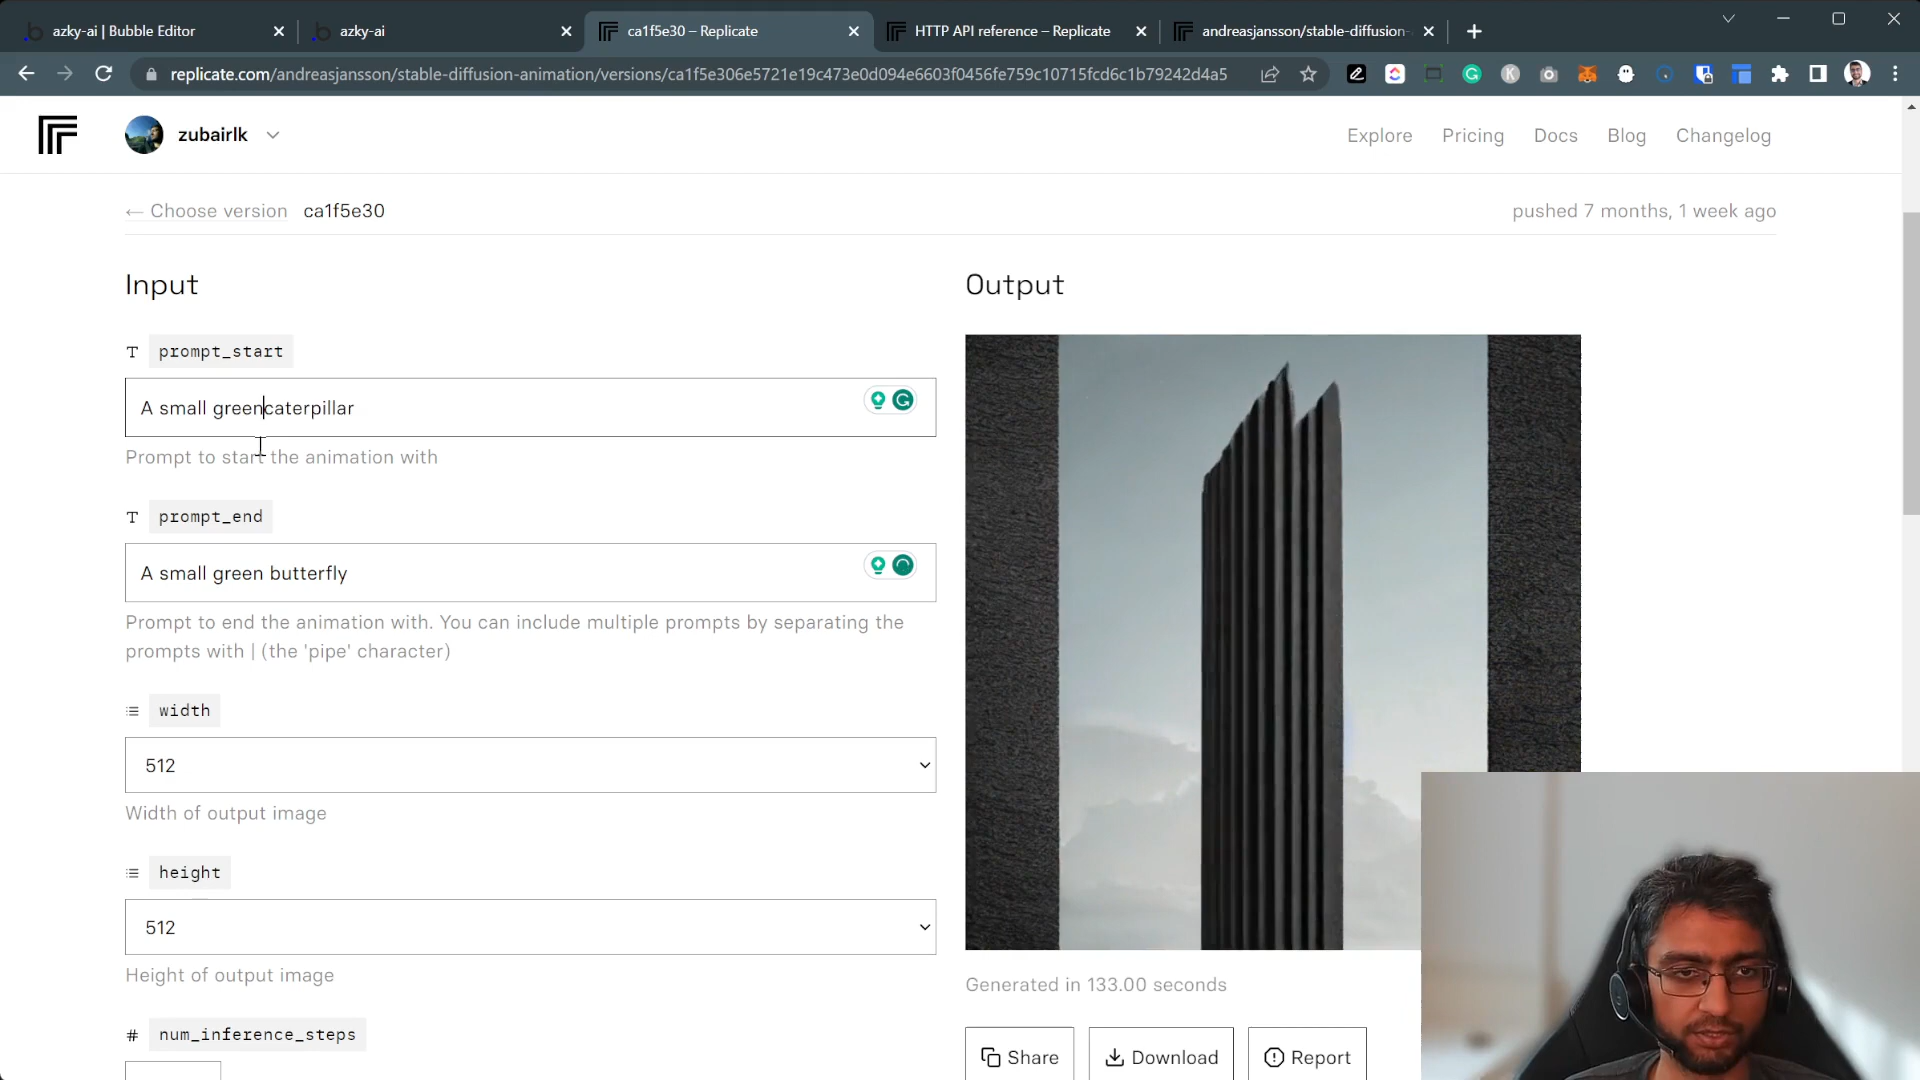 azky-ai | Bubble Editor
azky-ai
ca1f5e30 – Replicate
HTTP API reference – Replicate
andreasjansson/stable-diffusion-
replicate.com/andreasjansson/stable-diffusion-animation/versions/ca1f5e306e5721e19c473e0d094e6603f0456fe759c10715fcd6c1b79242d4a5
zubairlk
Explore Pricing Docs Blog Changelog
← Choose version ca1f5e30
pushed 7 months, 1 week ago
Input
Output
T prompt_start
A small greencaterpillar
Prompt to start the animation with
T prompt_end
A small green butterfly
Prompt to end the animation with. You can include multiple prompts by separating the
prompts with | (the 'pipe' character)
width
512
Width of output image
height
512
Height of output image
# num_inference_steps
Generated in 133.00 seconds
Share Download Report